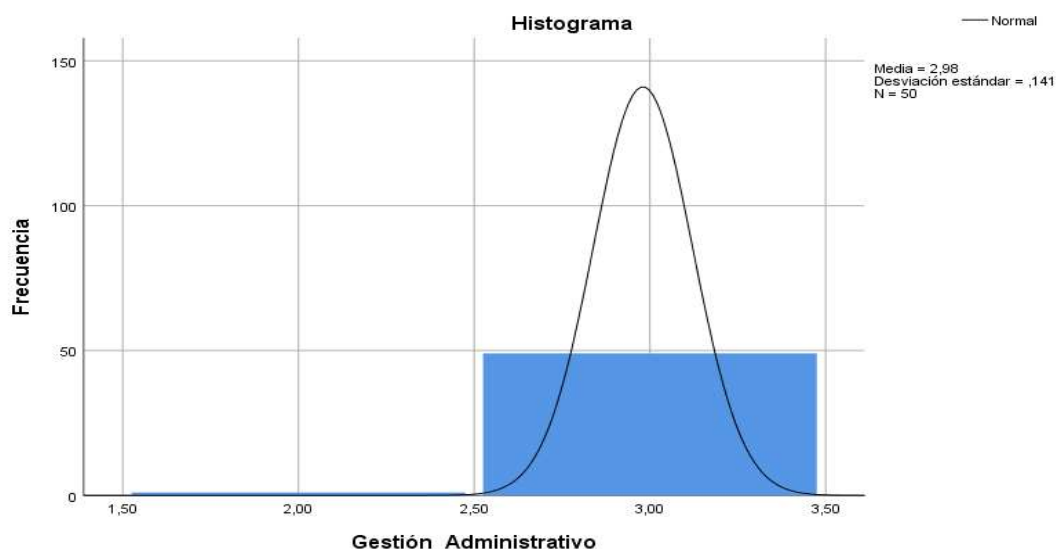 Histograma
Normal
Media = 2,98
Desviación estándar = ,141
N = 50
150
100
50
0
Frecuencia
1,50 2,00 2,50 3,00 3,50
Gestión Administrativo